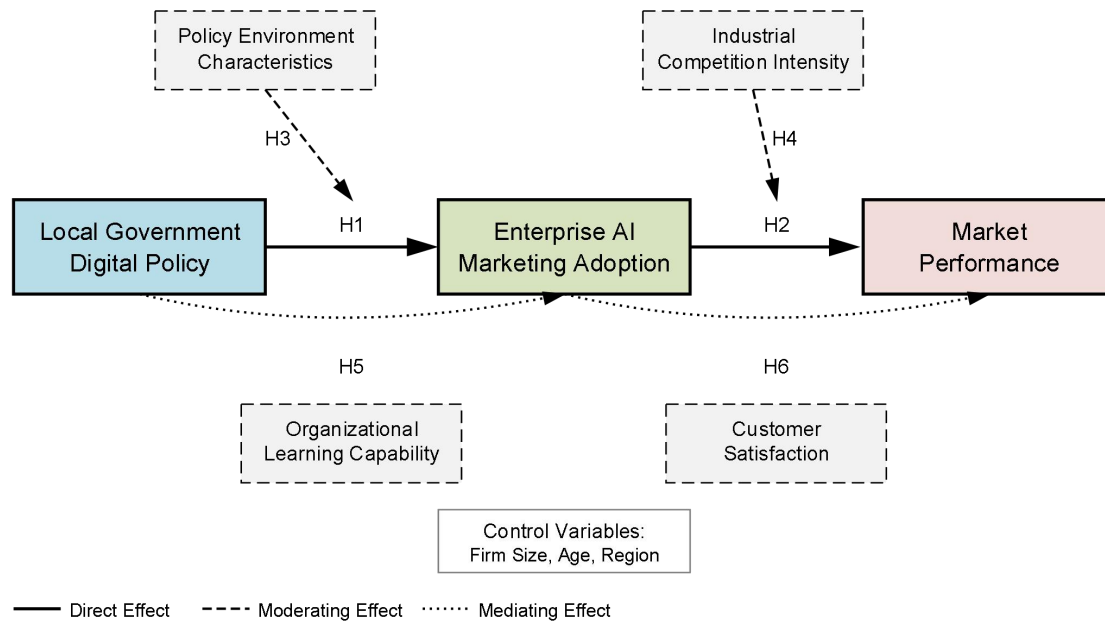 Policy Environment
Characteristics
Industrial
Competition Intensity
H3
H4
Local Government
Digital Policy
H1
Enterprise AI
Marketing Adoption
H2
Market
Performance
H5
H6
Organizational
Learning Capability
Customer
Satisfaction
Control Variables:
Firm Size, Age, Region
Direct Effect
Moderating Effect
Mediating Effect